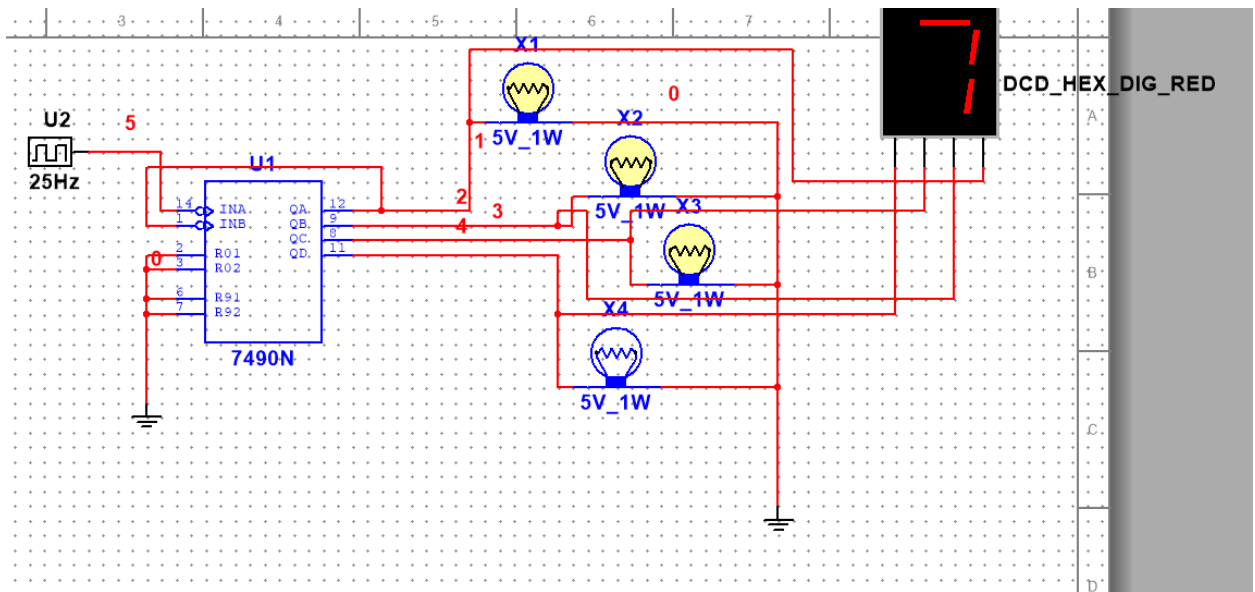 3 4 5 6 7
7
DCD_HEX_DIG_RED
X1
0
A
U2
5
X2
1
5V_1W
25Hz
U1
14 INA. QA. 12
2
3
5V_1W
X3
1 INB. QB. 9
4
QC. 8
0
2 R01 QD. 11
3 R02
B
6 R91
5V_1W
7 R92
X4
7490N
5V_1W
C
D